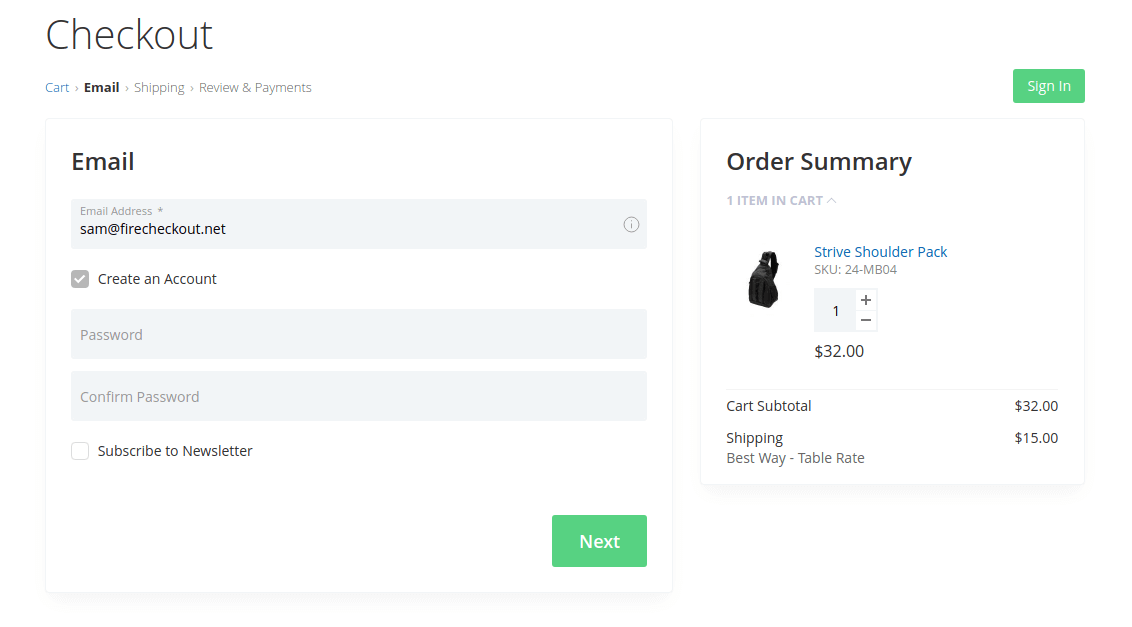 Checkout
Cart › Email › Shipping › Review & Payments
Sign In
Email
Email Address *
sam@firecheckout.net
Create an Account
Password
Confirm Password
Subscribe to Newsletter
Next
Order Summary
1 ITEM IN CART
Strive Shoulder Pack
SKU: 24-MB04
1
$32.00
Cart Subtotal $32.00
Shipping $15.00
Best Way - Table Rate